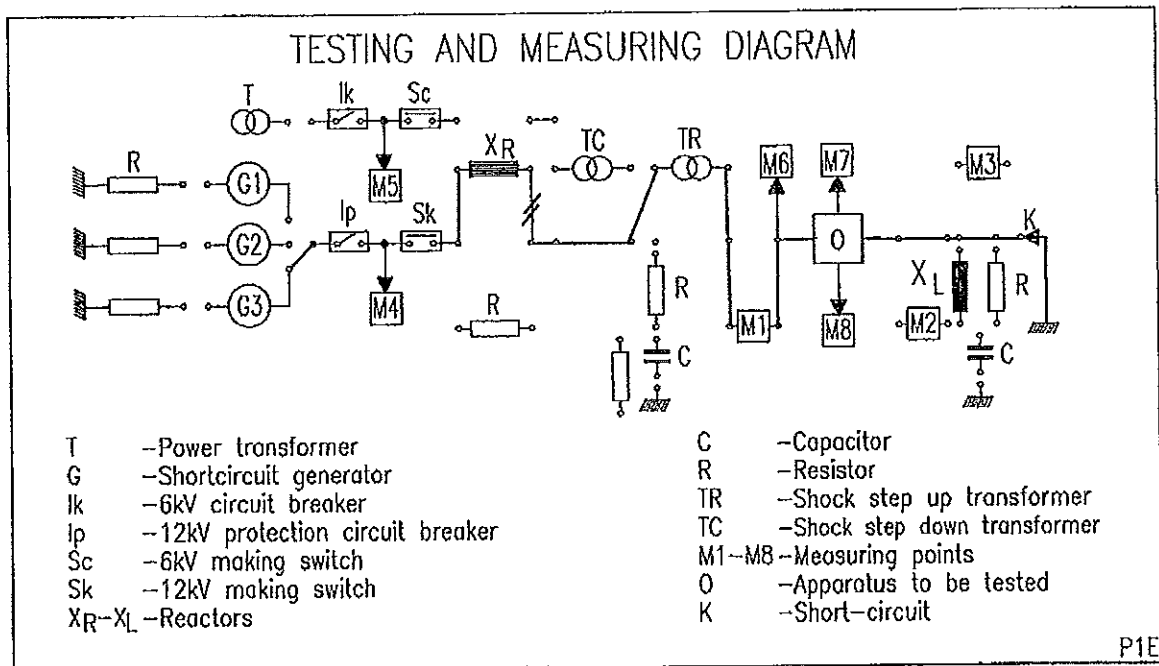 TESTING AND MEASURING DIAGRAM
T
Ik
Sc
XR
TC
TR
M6
M7
M3
R
G1
M5
Ip
Sk
K
G2
O
G3
M4
R
R
M1
M8
M2
XL
R
C
C
T -Power transformer
G -Shortcircuit generator
Ik -6kV circuit breaker
Ip -12kV protection circuit breaker
Sc -6kV making switch
Sk -12kV making switch
XR-XL -Reactors
C -Capacitor
R -Resistor
TR -Shock step up transformer
TC -Shock step down transformer
M1-M8 -Measuring points
O -Apparatus to be tested
K -Short-circuit
P1E